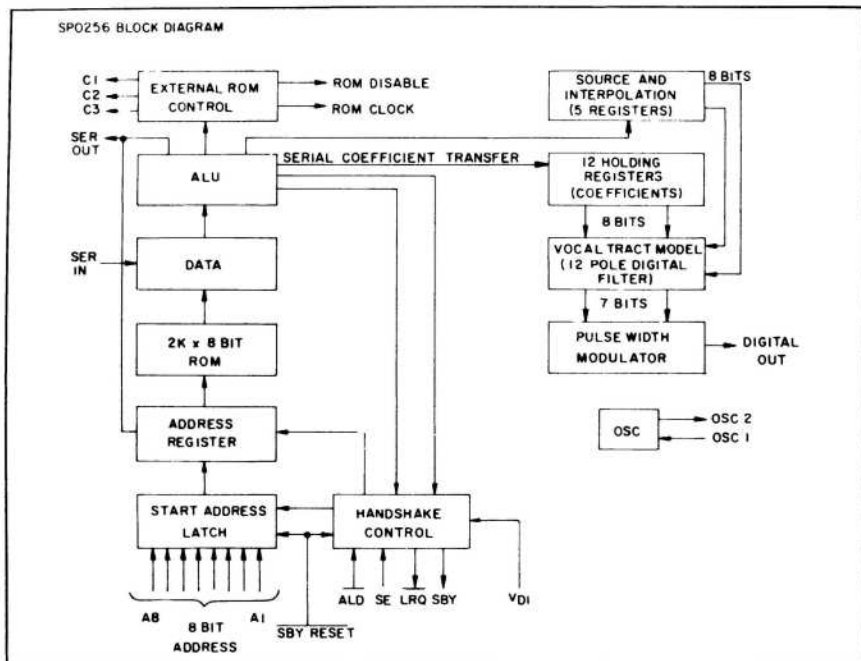 SP0256 BLOCK DIAGRAM
C1
C2
C3
EXTERNAL ROM
CONTROL
ROM DISABLE
ROM CLOCK
SOURCE AND
INTERPOLATION
(5 REGISTERS)
8 BITS
SER
OUT
ALU
SERIAL COEFFICIENT TRANSFER
12 HOLDING
REGISTERS
(COEFFICIENTS)
8 BITS
SER
IN
DATA
VOCAL TRACT MODEL
(12 POLE DIGITAL
FILTER)
7 BITS
2K x 8 BIT
ROM
PULSE WIDTH
MODULATOR
DIGITAL
OUT
ADDRESS
REGISTER
OSC
OSC 2
OSC 1
START ADDRESS
LATCH
HANDSHAKE
CONTROL
A8
A1
8 BIT
ADDRESS
SBY RESET
ALD
SE
LRQ
SBY
VD1